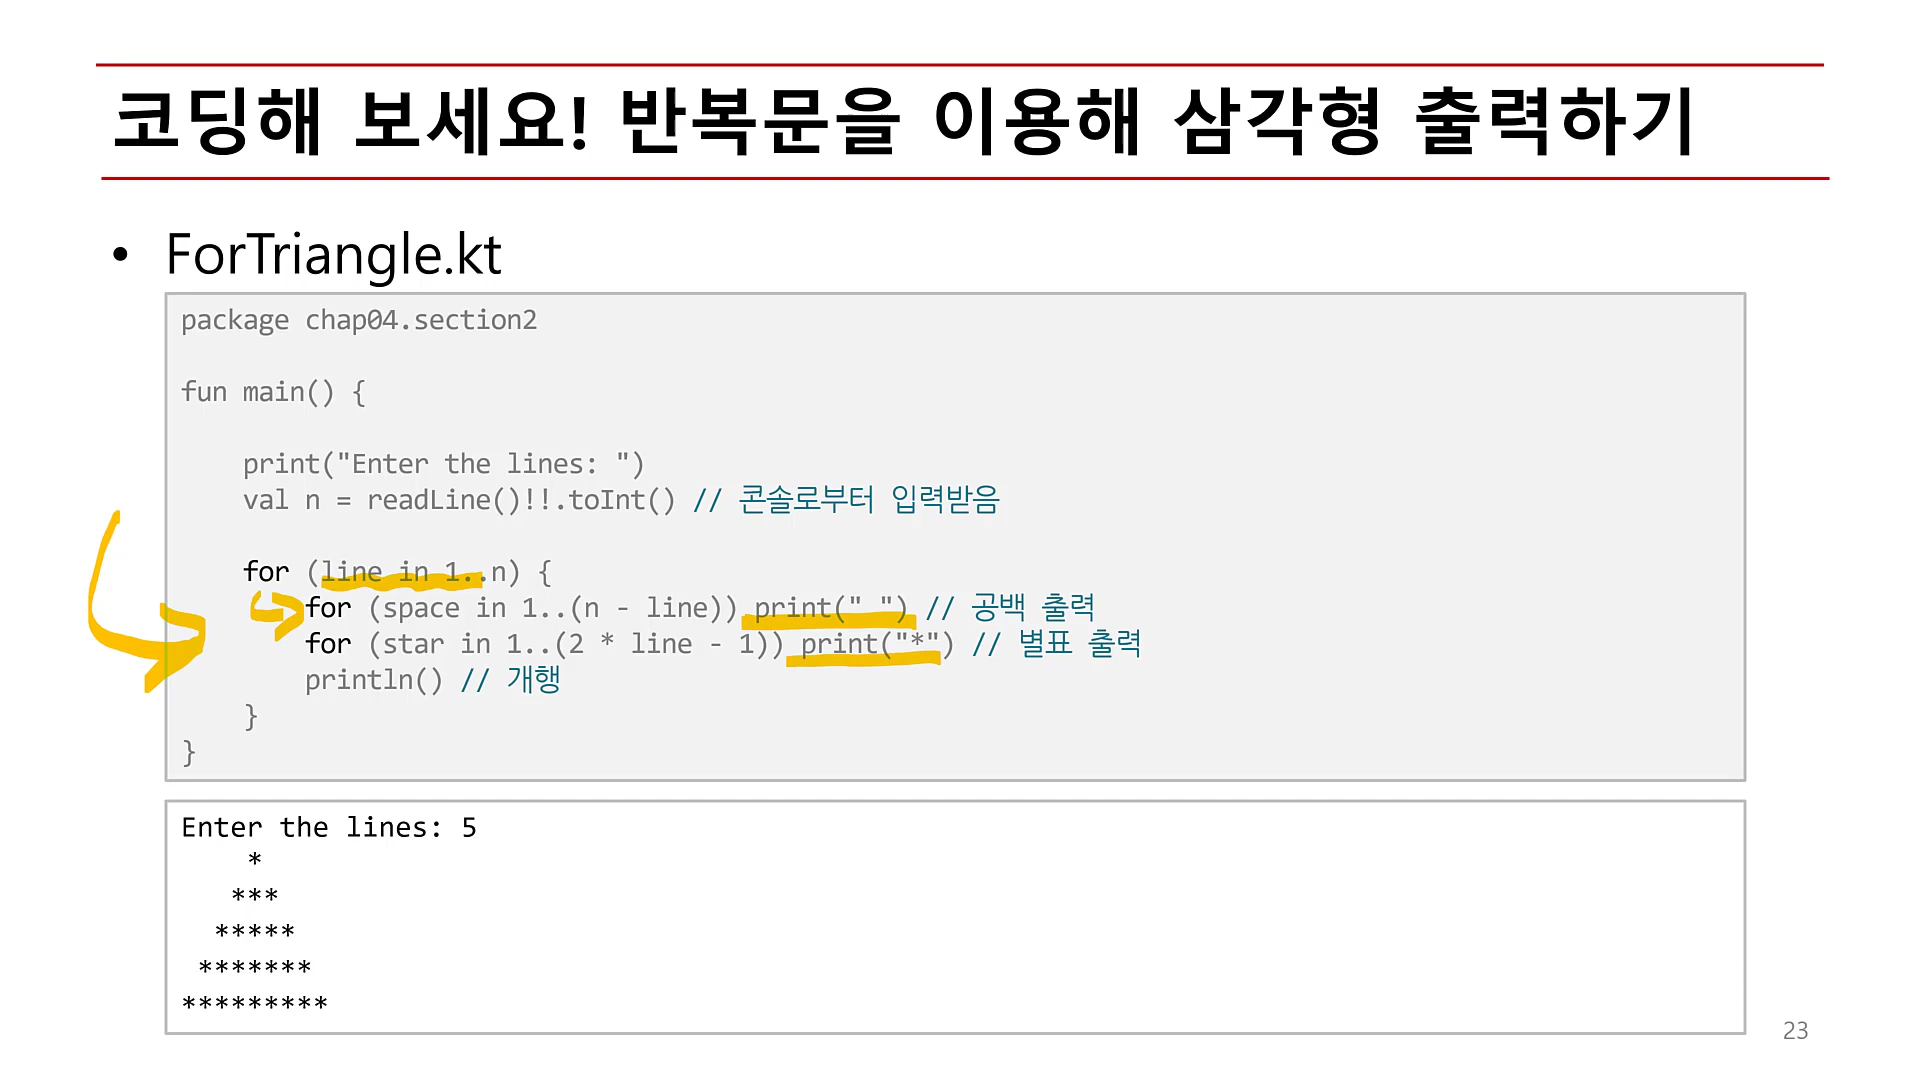 코딩해 보세요! 반복문을 이용해 삼각형 출력하기
• ForTriangle.kt
package chap04.section2
fun main() {
    print("Enter the lines: ")
    val n = readLine()!!.toInt() // 콘솔로부터 입력받음
    for (line in 1..n) {
        for (space in 1..(n - line)) print(" ") // 공백 출력
        for (star in 1..(2 * line - 1)) print("*") // 별표 출력
        println() // 개행
    }
}
Enter the lines: 5
    *
   ***
  *****
 *******
*********
23